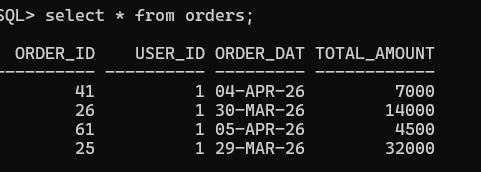 SQL> select * from orders;
ORDER_ID USER_ID ORDER_DAT TOTAL_AMOUNT
---------- ---------- --------- ------------
41 1 04-APR-26 7000
26 1 30-MAR-26 14000
61 1 05-APR-26 4500
25 1 29-MAR-26 32000